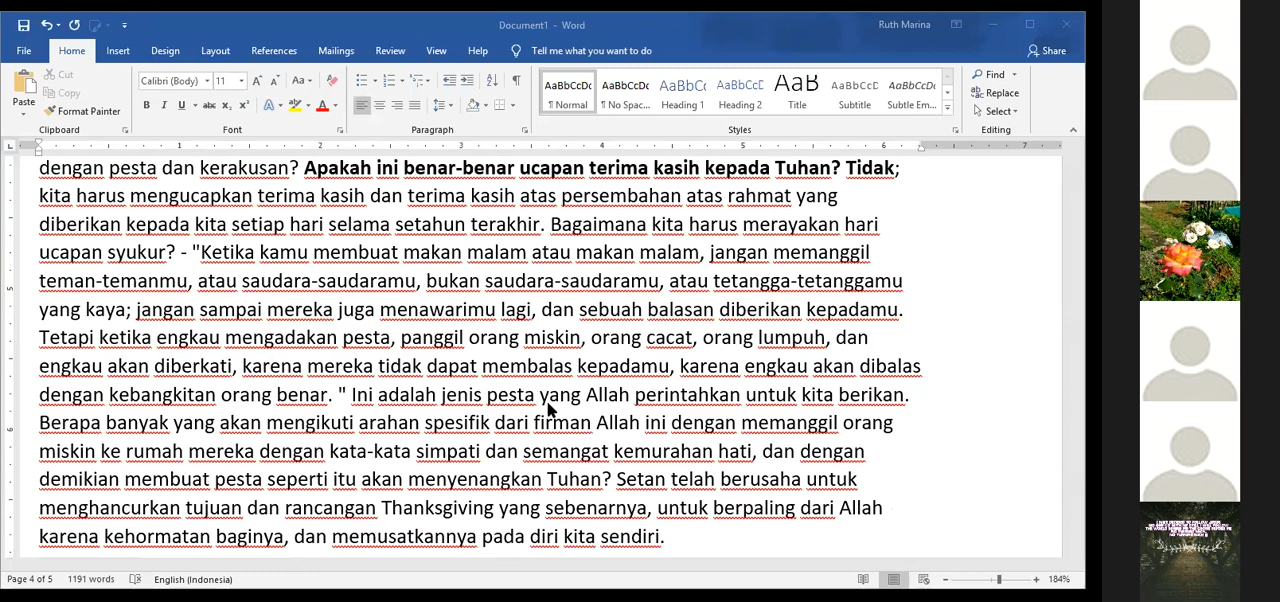 Document1 - Word
Ruth Marina
File Home Insert Design Layout References Mailings Review View Help Tell me what you want to do Share
Paste
Cut
Copy
Format Painter
Calibri (Body) 11
AaBbCcDc AaBbCcDc AaBbCc AaBbCcD AaB AaBbCcD AaBbCcDc
¶ Normal ¶ No Spac... Heading 1 Heading 2 Title Subtitle Subtle Em...
Find
Replace
Select
Clipboard Font Paragraph Styles Editing
1 2 3 4 5 6 7
dengan pesta dan kerakusan? Apakah ini benar-benar ucapan terima kasih kepada Tuhan? Tidak;
kita harus mengucapkan terima kasih dan terima kasih atas persembahan atas rahmat yang
diberikan kepada kita setiap hari selama setahun terakhir. Bagaimana kita harus merayakan hari
ucapan syukur? - "Ketika kamu membuat makan malam atau makan malam, jangan memanggil
teman-temanmu, atau saudara-saudaramu, bukan saudara-saudaramu, atau tetangga-tetanggamu
yang kaya; jangan sampai mereka juga menawarimu lagi, dan sebuah balasan diberikan kepadamu.
Tetapi ketika engkau mengadakan pesta, panggil orang miskin, orang cacat, orang lumpuh, dan
engkau akan diberkati, karena mereka tidak dapat membalas kepadamu, karena engkau akan dibalas
dengan kebangkitan orang benar. " Ini adalah jenis pesta yang Allah perintahkan untuk kita berikan.
Berapa banyak yang akan mengikuti arahan spesifik dari firman Allah ini dengan memanggil orang
miskin ke rumah mereka dengan kata-kata simpati dan semangat kemurahan hati, dan dengan
demikian membuat pesta seperti itu akan menyenangkan Tuhan? Setan telah berusaha untuk
menghancurkan tujuan dan rancangan Thanksgiving yang sebenarnya, untuk berpaling dari Allah
karena kehormatan baginya, dan memusatkannya pada diri kita sendiri.
Page 4 of 5 1191 words English (Indonesia) 184%